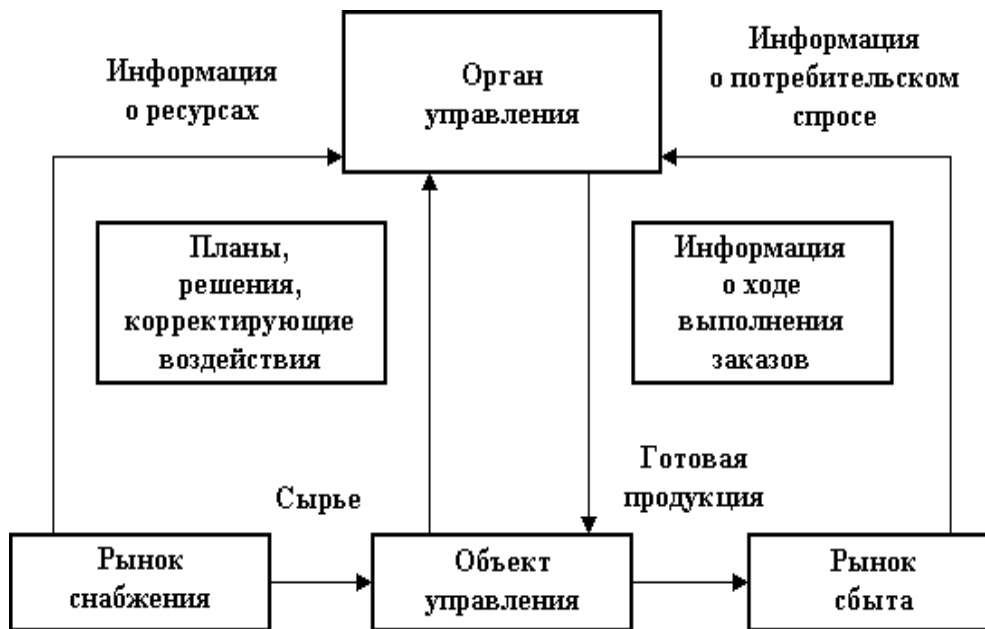 Информация
о ресурсах
Орган
управления
Информация
о потребительском
спросе
Планы,
решения,
корректирующие
воздействия
Информация
о ходе
выполнения
заказов
Сырье
Готовая
продукция
Рынок
снабжения
Объект
управления
Рынок
сбыта